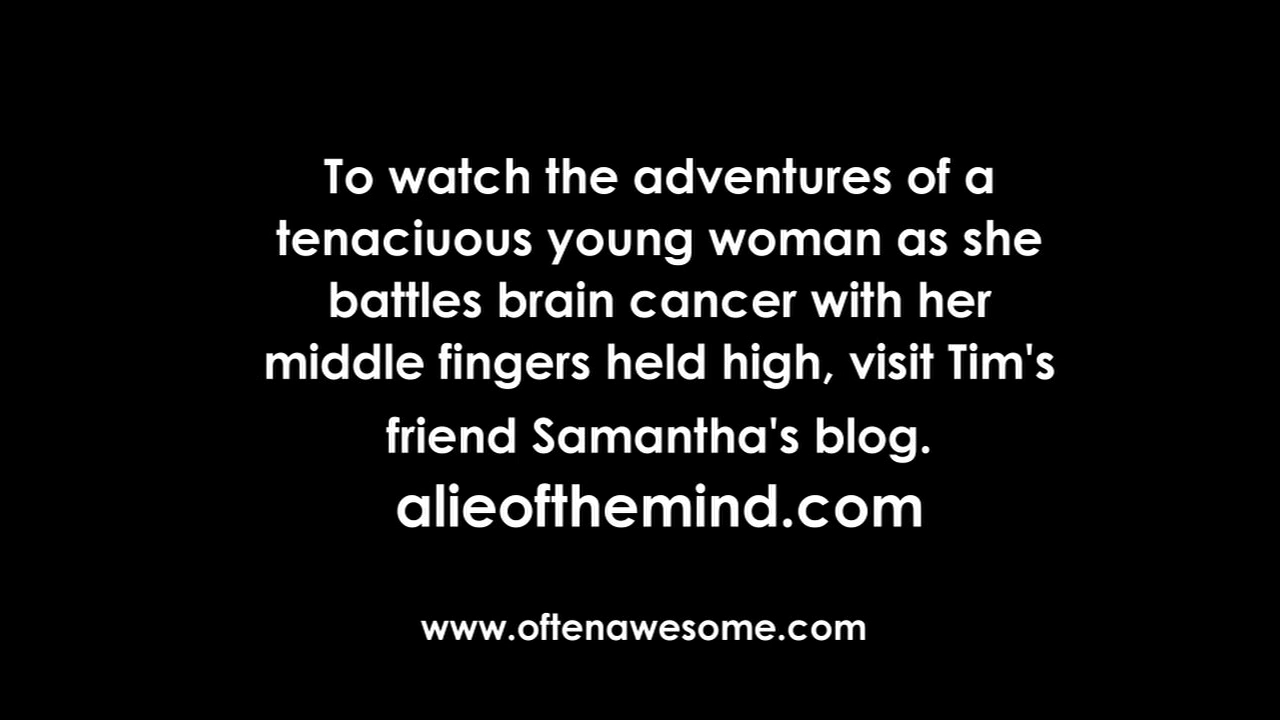 To watch the adventures of a
tenaciuous young woman as she
battles brain cancer with her
middle fingers held high, visit Tim's
friend Samantha's blog.
alieofthemind.com
www.oftenawesome.com